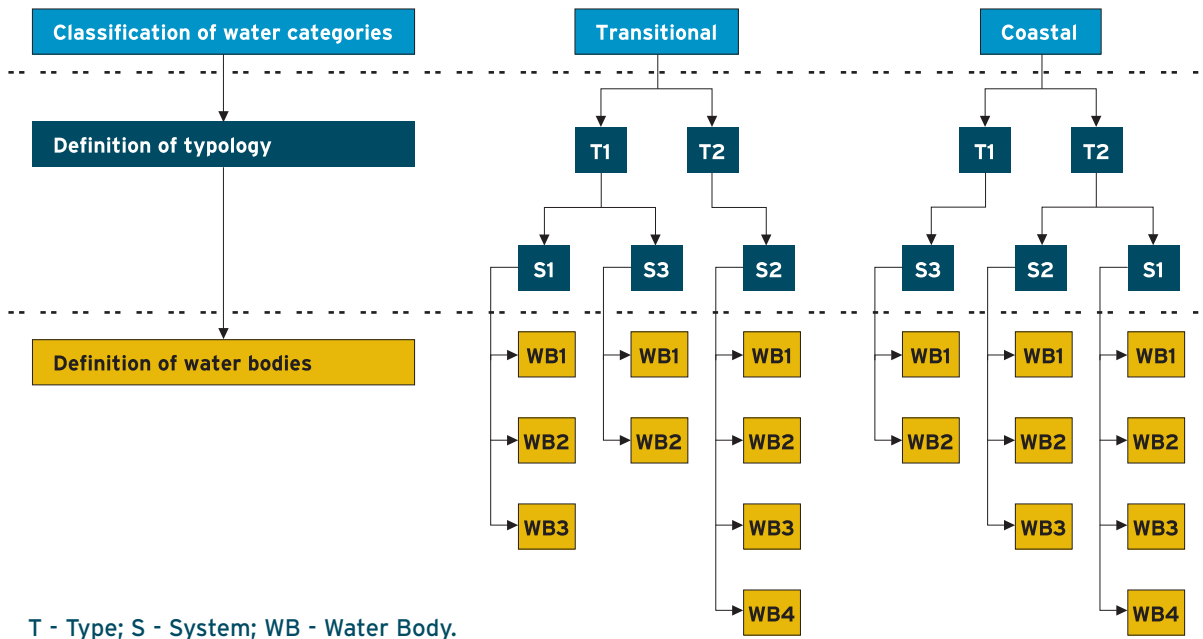 Classification of water categories
Transitional
Coastal
Definition of typology
T1
T2
T1
T2
S1
S3
S2
S3
S2
S1
Definition of water bodies
WB1
WB1
WB1
WB1
WB1
WB1
WB2
WB2
WB2
WB2
WB2
WB2
WB3
WB3
WB3
WB3
WB4
WB4
T - Type; S - System; WB - Water Body.